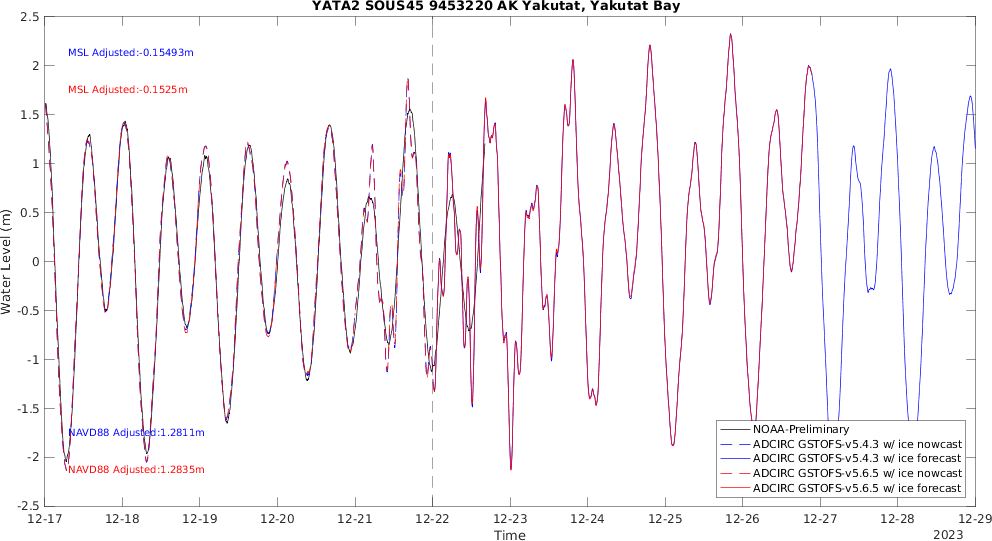 YATA2 SOUS45 9453220 AK Yakutat, Yakutat Bay
2.5
2
1.5
1
0.5
0
-0.5
-1
-1.5
-2
-2.5
Water Level (m)
MSL Adjusted:-0.15493m
MSL Adjusted:-0.1525m
NAVD88 Adjusted:1.2811m
NAVD88 Adjusted:1.2835m
NOAA-Preliminary
ADCIRC GSTOFS-v5.4.3 w/ ice nowcast
ADCIRC GSTOFS-v5.4.3 w/ ice forecast
ADCIRC GSTOFS-v5.6.5 w/ ice nowcast
ADCIRC GSTOFS-v5.6.5 w/ ice forecast
12-17 12-18 12-19 12-20 12-21 12-22 12-23 12-24 12-25 12-26 12-27 12-28 12-29
Time
2023